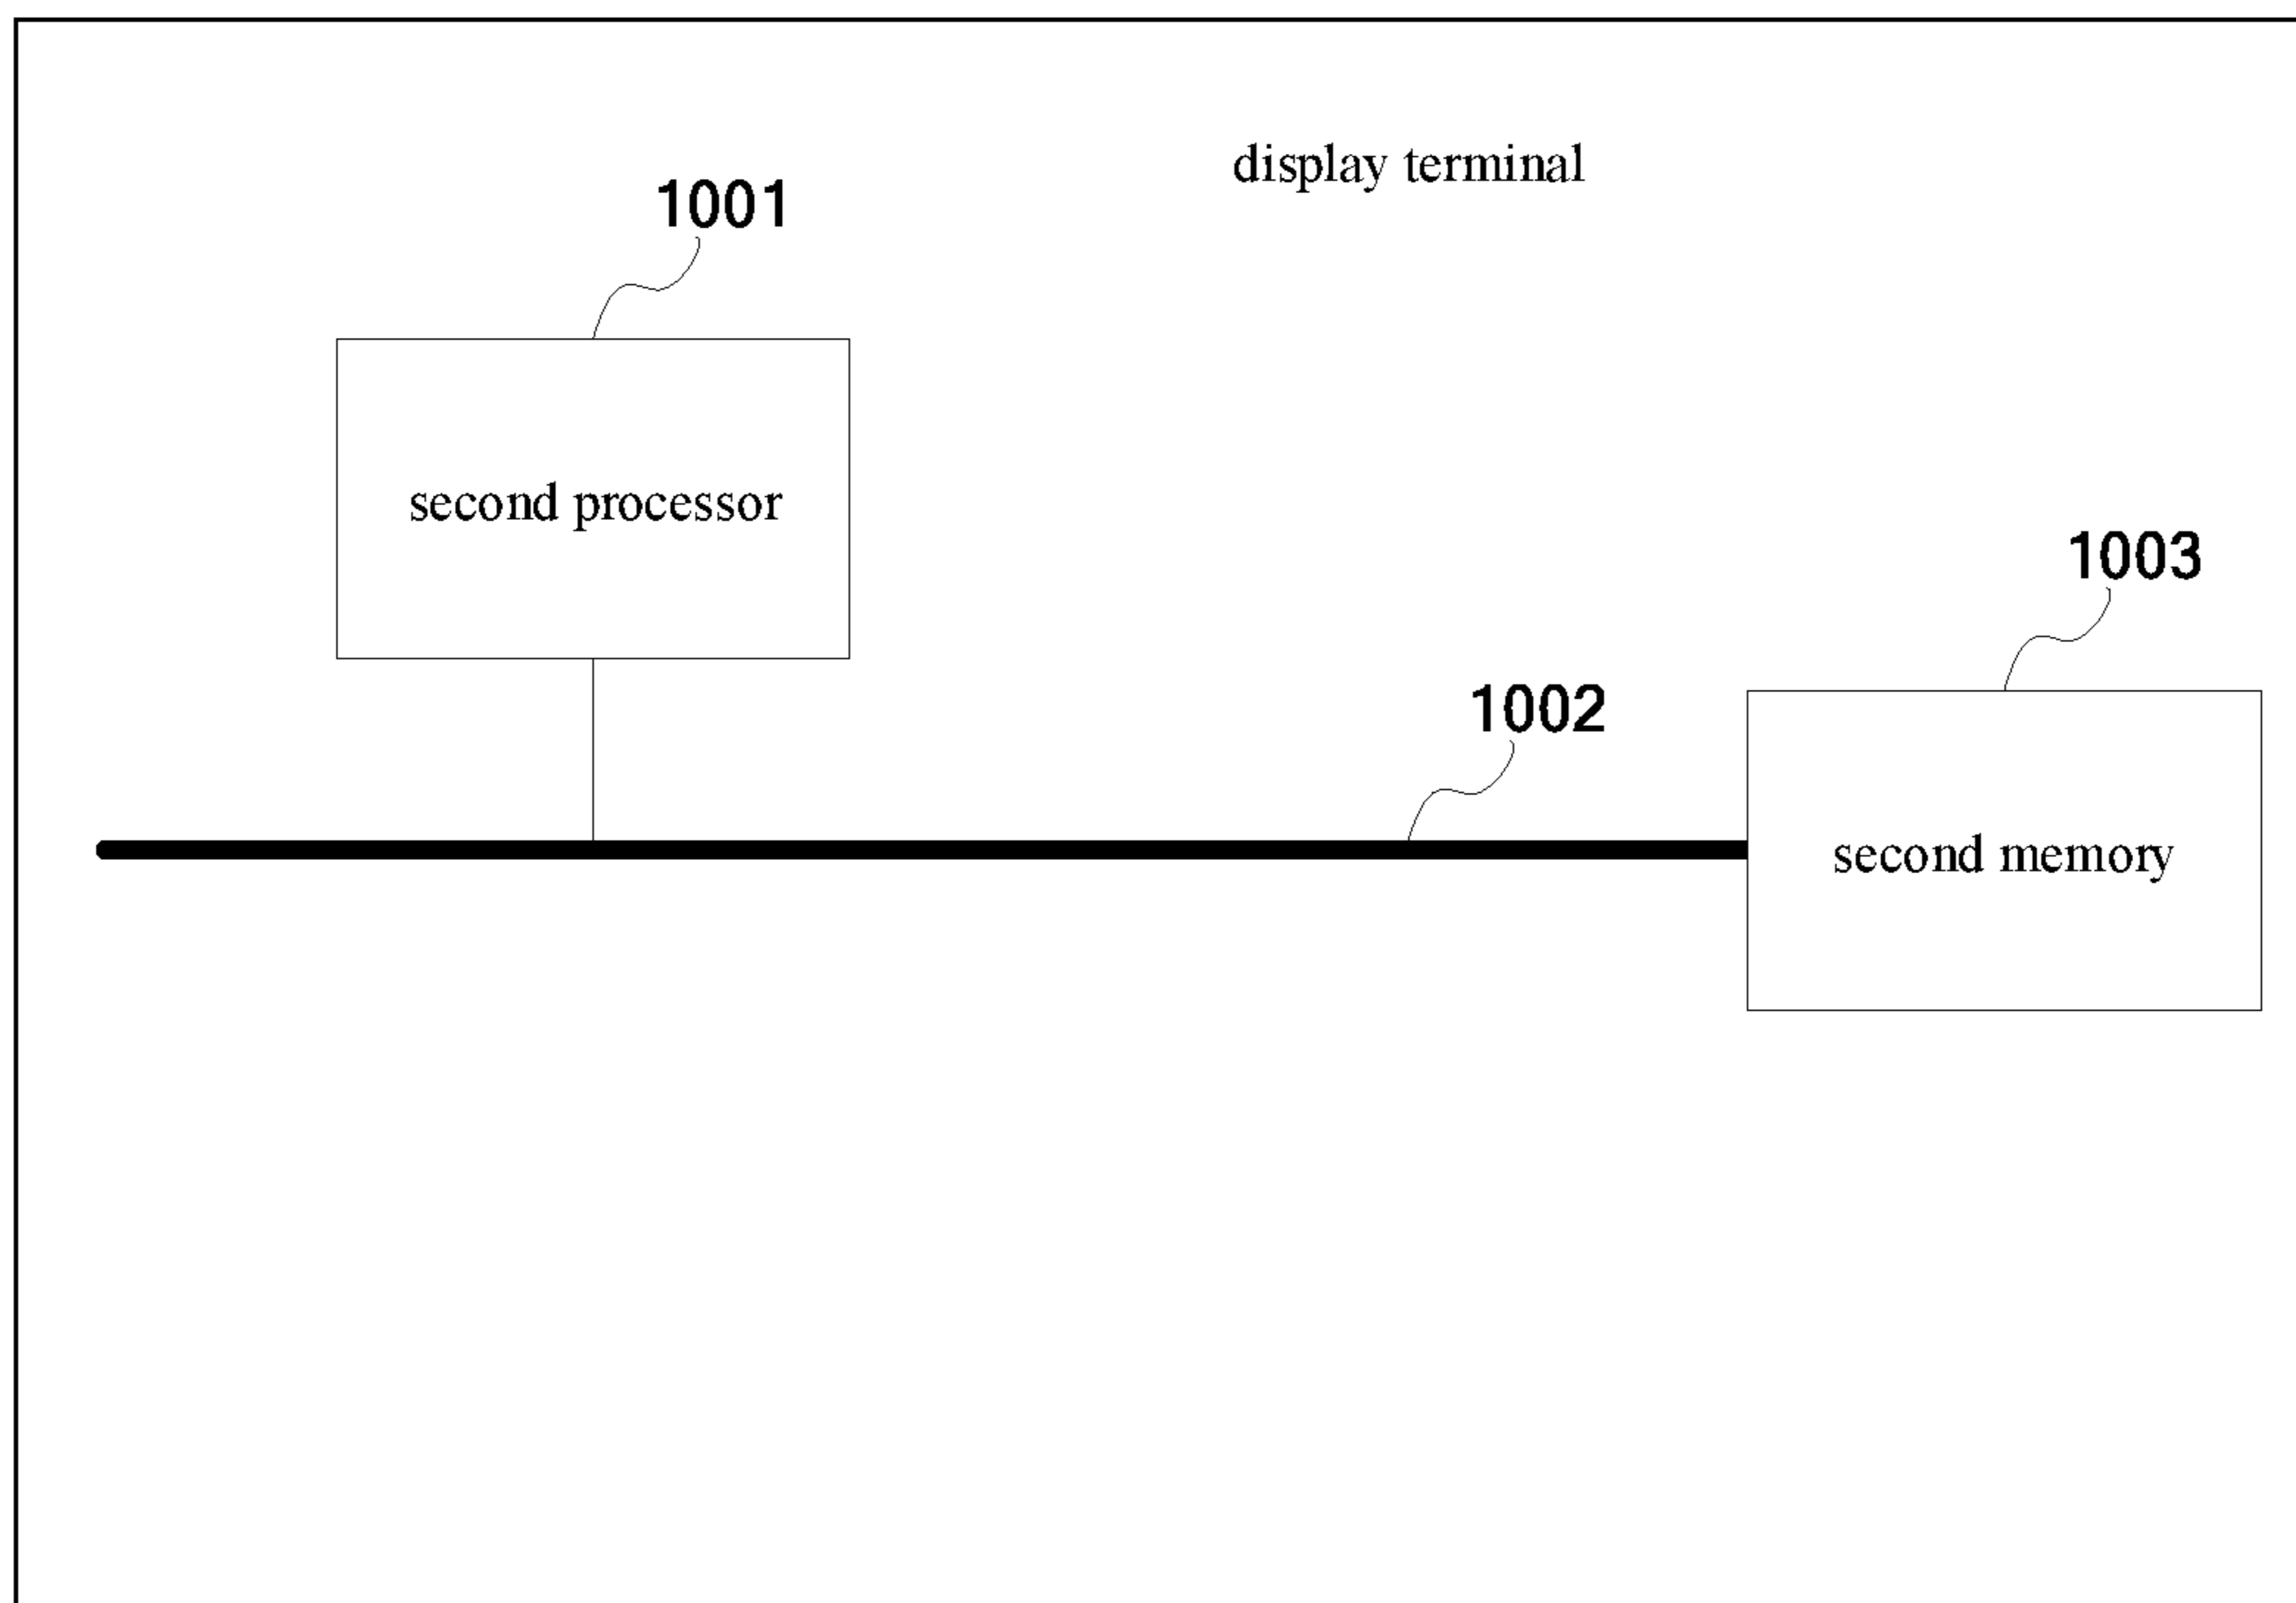 display terminal
1001
second processor
1003
1002
second memory